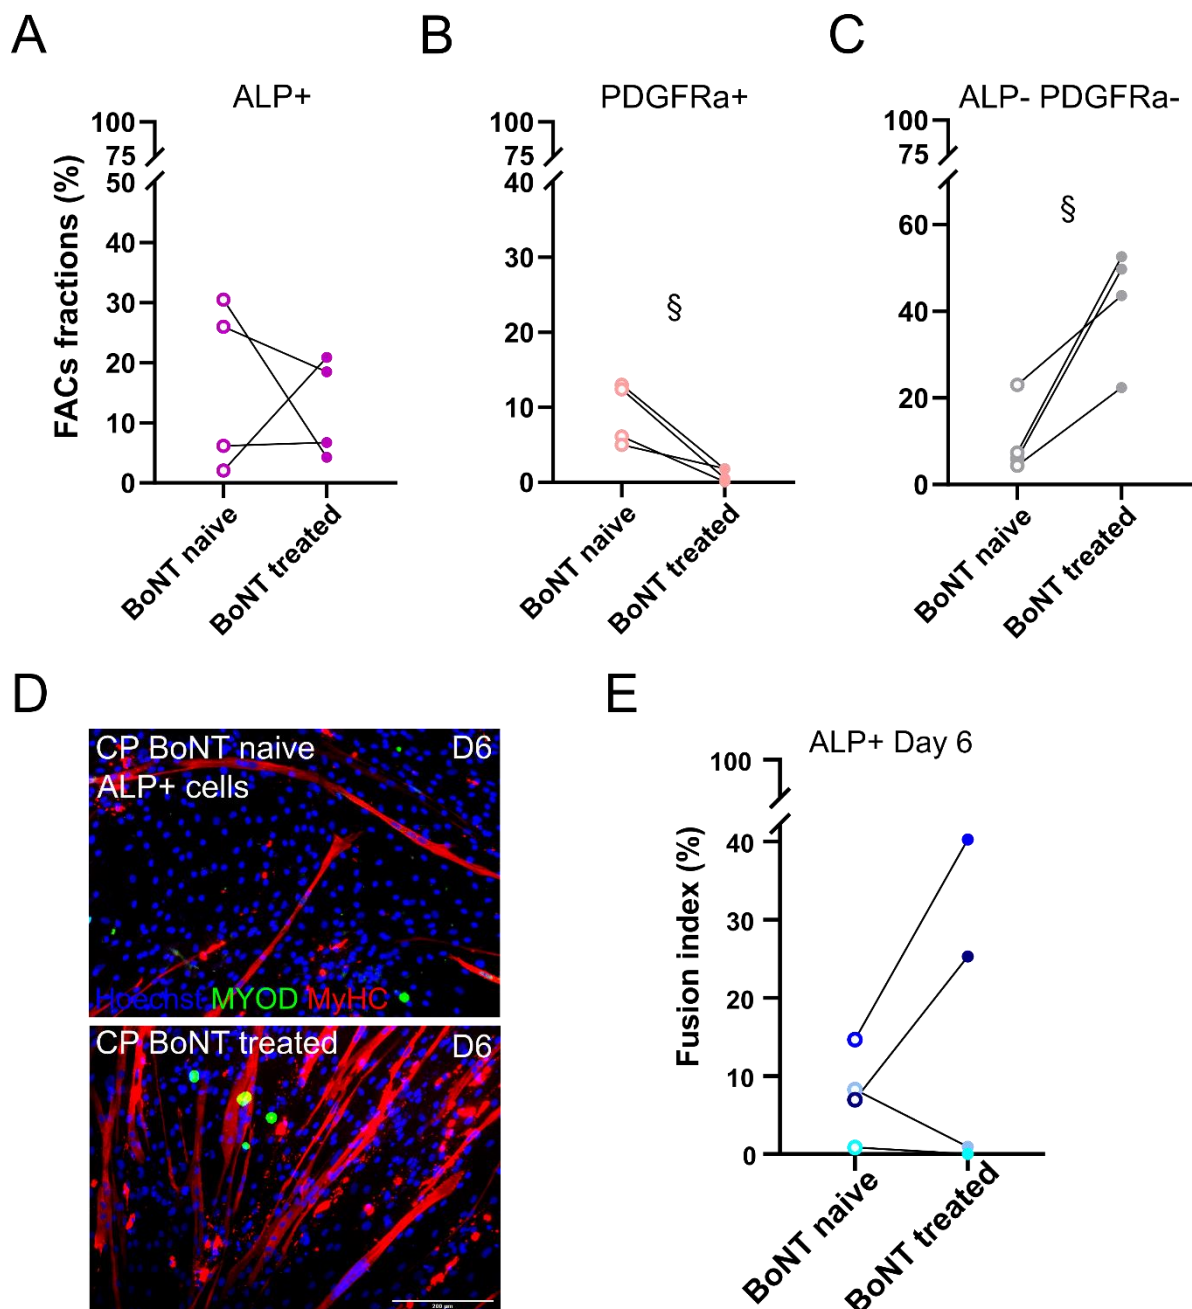 A
B
C
ALP+
PDGFRa+
ALP- PDGFRa-
FACs fractions (%)
100
75
50
40
30
20
10
0
BoNT naive
BoNT treated
100
75
40
30
20
10
0
§
BoNT naive
BoNT treated
100
75
60
40
20
0
§
BoNT naive
BoNT treated
D
E
CP BoNT naive D6
ALP+ cells
Hoechst MYOD MyHC
CP BoNT treated D6
200 µm
ALP+ Day 6
Fusion index (%)
100
40
30
20
10
0
BoNT naive
BoNT treated